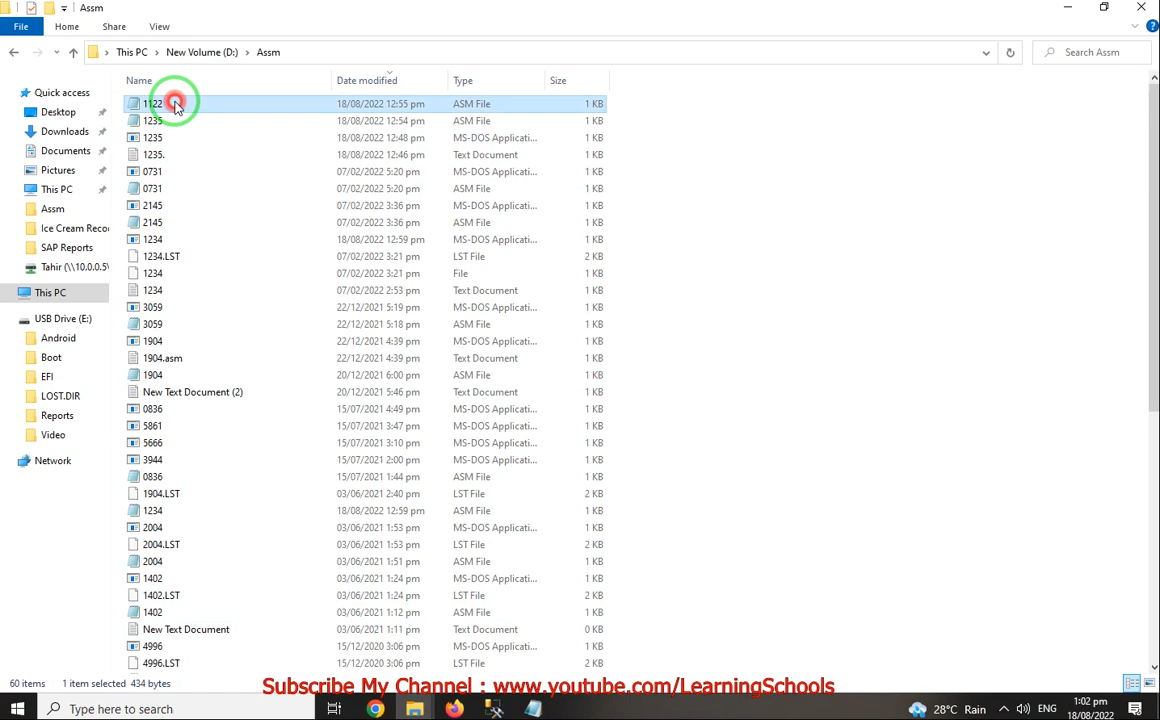 Assm
File Home Share View
This PC New Volume (D:) Assm Search Assm
Name Date modified Type Size
Quick access
Desktop
Downloads
Documents
Pictures
This PC
Assm
Ice Cream Reco
SAP Reports
Tahir (\\10.0.0.5\
This PC
USB Drive (E:)
Android
Boot
EFI
LOST.DIR
Reports
Video
Network
1122 18/08/2022 12:55 pm ASM File 1 KB
1235 18/08/2022 12:54 pm ASM File 1 KB
1235 18/08/2022 12:48 pm MS-DOS Applicati... 1 KB
1235. 18/08/2022 12:46 pm Text Document 1 KB
0731 07/02/2022 5:20 pm MS-DOS Applicati... 1 KB
0731 07/02/2022 5:20 pm ASM File 1 KB
2145 07/02/2022 3:36 pm MS-DOS Applicati... 1 KB
2145 07/02/2022 3:36 pm ASM File 1 KB
1234 18/08/2022 12:59 pm MS-DOS Applicati... 1 KB
1234.LST 07/02/2022 3:21 pm LST File 2 KB
1234 07/02/2022 3:21 pm File 1 KB
1234 07/02/2022 2:53 pm Text Document 1 KB
3059 22/12/2021 5:19 pm MS-DOS Applicati... 1 KB
3059 22/12/2021 5:18 pm ASM File 1 KB
1904 22/12/2021 4:39 pm MS-DOS Applicati... 1 KB
1904.asm 22/12/2021 4:39 pm Text Document 1 KB
1904 20/12/2021 6:00 pm ASM File 1 KB
New Text Document (2) 20/12/2021 5:46 pm Text Document 1 KB
0836 15/07/2021 4:49 pm MS-DOS Applicati... 1 KB
5861 15/07/2021 3:47 pm MS-DOS Applicati... 1 KB
5666 15/07/2021 3:10 pm MS-DOS Applicati... 1 KB
3944 15/07/2021 2:00 pm MS-DOS Applicati... 1 KB
0836 15/07/2021 1:44 pm ASM File 1 KB
1904.LST 03/06/2021 2:40 pm LST File 2 KB
1234 18/08/2022 12:59 pm ASM File 1 KB
2004 03/06/2021 1:53 pm MS-DOS Applicati... 1 KB
2004.LST 03/06/2021 1:53 pm LST File 2 KB
2004 03/06/2021 1:51 pm ASM File 1 KB
1402 03/06/2021 1:24 pm MS-DOS Applicati... 1 KB
1402.LST 03/06/2021 1:24 pm LST File 2 KB
1402 03/06/2021 1:12 pm ASM File 1 KB
New Text Document 03/06/2021 1:11 pm Text Document 0 KB
4996 15/12/2020 3:06 pm MS-DOS Applicati... 1 KB
4996.LST 15/12/2020 3:06 pm LST File 2 KB
60 items 1 item selected 434 bytes
Subscribe My Channel : www.youtube.com/LearningSchools
Type here to search
28°C Rain ENG
1:02 pm
18/08/2022